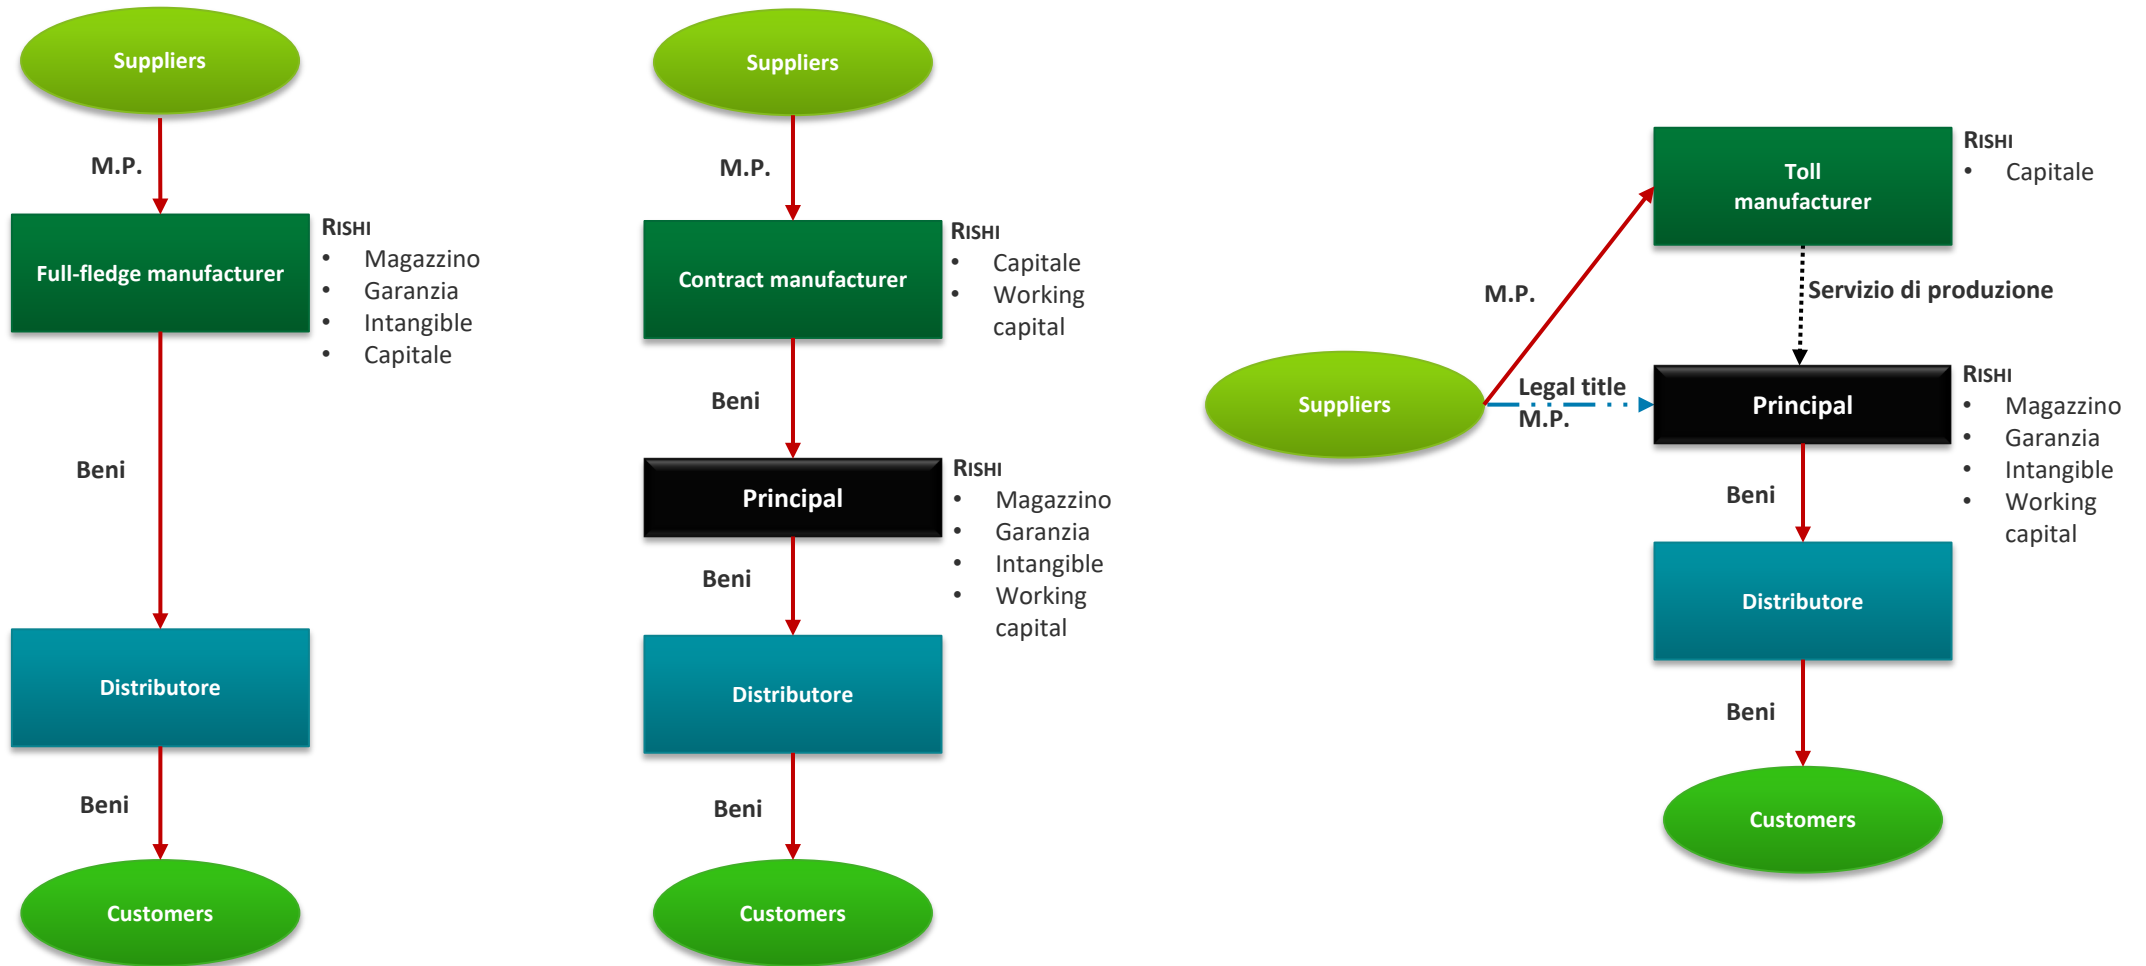 Suppliers
M.P.
Full-fledge manufacturer
RISHI
• Magazzino
• Garanzia
• Intangible
• Capitale
Beni
Distributore
Beni
Customers
Suppliers
M.P.
Contract manufacturer
RISHI
• Capitale
• Working
capital
Beni
Principal
RISHI
• Magazzino
• Garanzia
• Intangible
• Working
capital
Beni
Distributore
Beni
Customers
Toll
manufacturer
RISHI
• Capitale
M.P.
Servizio di produzione
Suppliers
Legal title
M.P.
Principal
RISHI
• Magazzino
• Garanzia
• Intangible
• Working
capital
Beni
Distributore
Beni
Customers